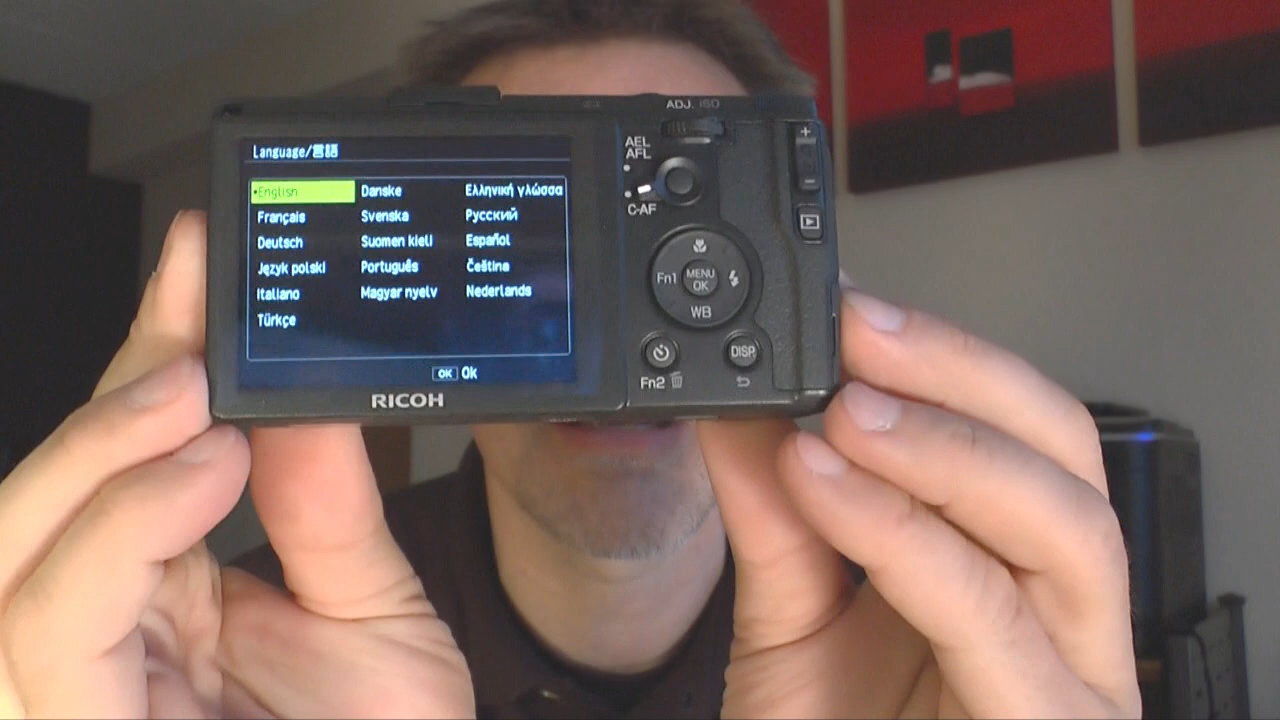 Language/言語
English Danske Ελληνική γλώσσα
Français Svenska Русский
Deutsch Suomen kieli Español
Język polski Português Čeština
Italiano Magyar nyelv Nederlands
Türkçe
OK Ok
RICOH
ADJ. ISO
AEL
AFL
C-AF
+
-
Fn1 MENU
OK
WB
DISP.
Fn2